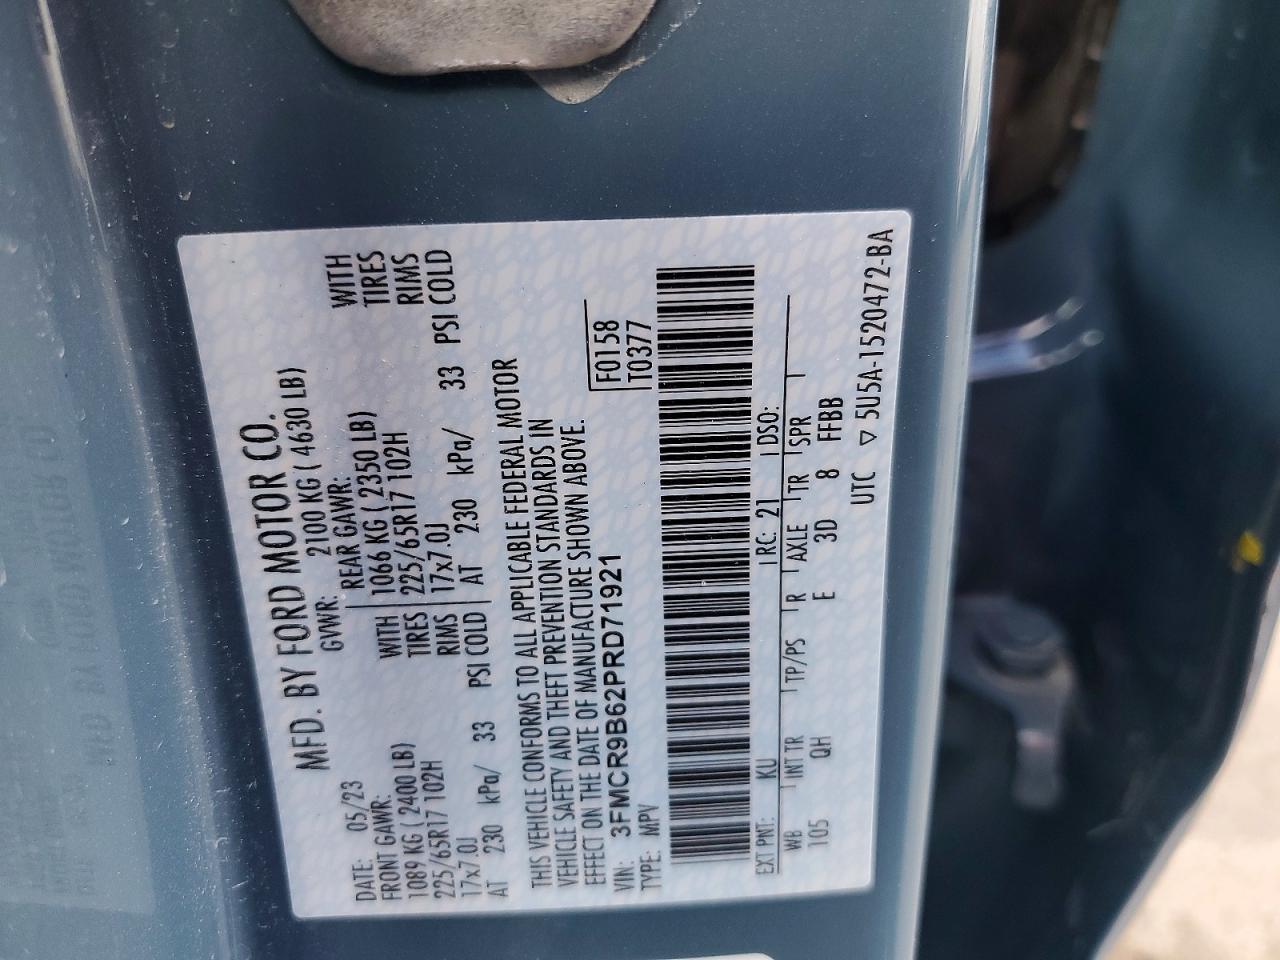 MFD. BY FORD MOTOR CO.
DATE: 05/23 GVWR: 2100 KG ( 4630 LB)
FRONT GAWR: REAR GAWR:
1089 KG ( 2400 LB) WITH 1066 KG ( 2350 LB) WITH
225/65R17 102H TIRES 225/65R17 102H TIRES
17x7.0J RIMS 17x7.0J RIMS
AT 230 kPa/ 33 PSI COLD AT 230 kPa/ 33 PSI COLD
THIS VEHICLE CONFORMS TO ALL APPLICABLE FEDERAL MOTOR
VEHICLE SAFETY AND THEFT PREVENTION STANDARDS IN
EFFECT ON THE DATE OF MANUFACTURE SHOWN ABOVE.
VIN: 3FMCR9B62PRD71921 F0158
TYPE: MPV T0377
EXT PNT: KU RC: 21 DSO:
WB INT TR TP/PS R AXLE TR SPR
105 QH E 3D 8 FFBB
UTC ▽ 5U5A-1520472-BA